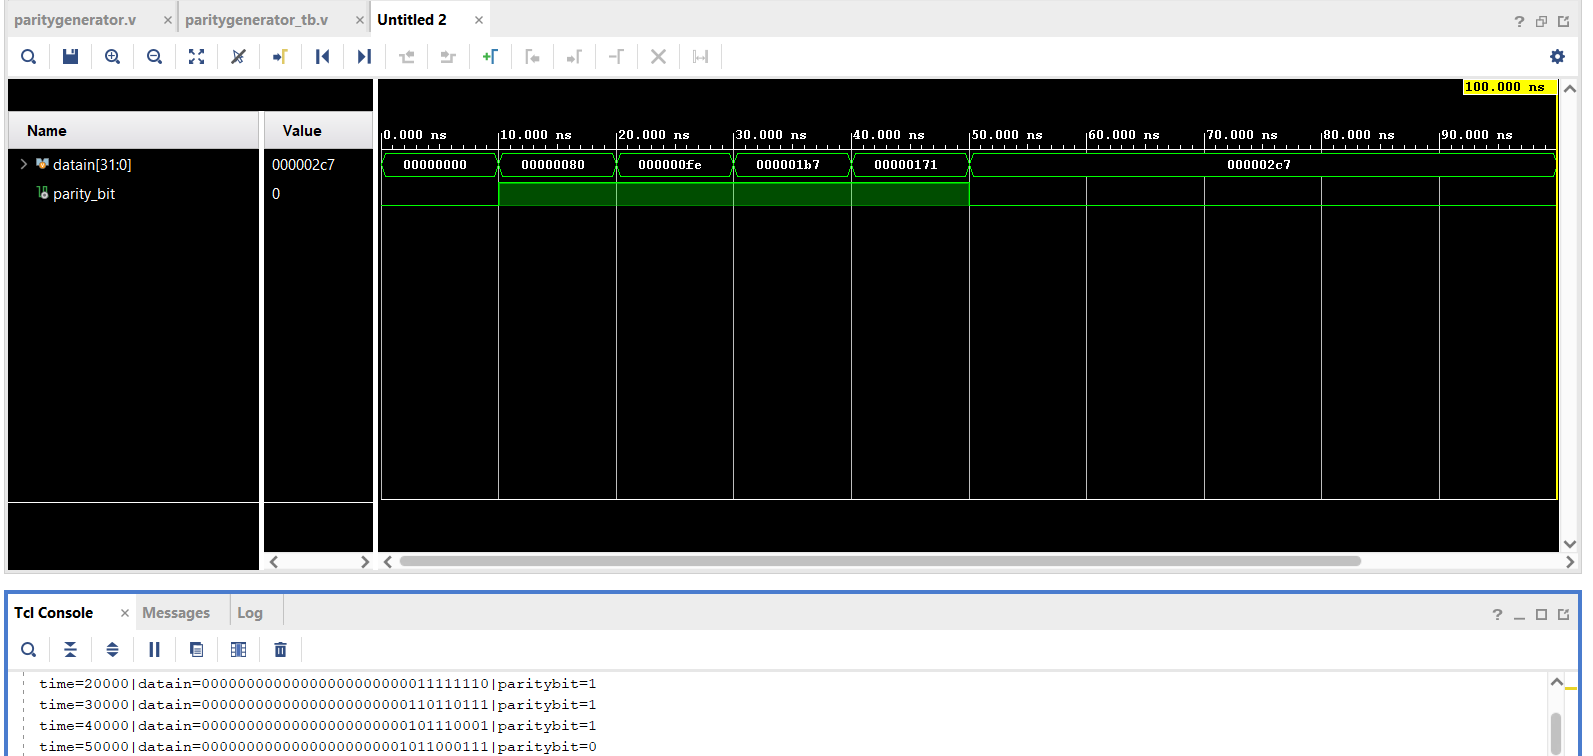 paritygenerator.v × paritygenerator_tb.v × Untitled 2 ×
100.000 ns
Name Value
0.000 ns 10.000 ns 20.000 ns 30.000 ns 40.000 ns 50.000 ns 60.000 ns 70.000 ns 80.000 ns 90.000 ns
datain[31:0] 000002c7 00000000 00000080 000000fe 000001b7 00000171 000002c7
parity_bit 0
Tcl Console × Messages Log
time=20000|datain=00000000000000000000000011111110|paritybit=1
time=30000|datain=00000000000000000000000110110111|paritybit=1
time=40000|datain=00000000000000000000000101110001|paritybit=1
time=50000|datain=00000000000000000000001011000111|paritybit=0